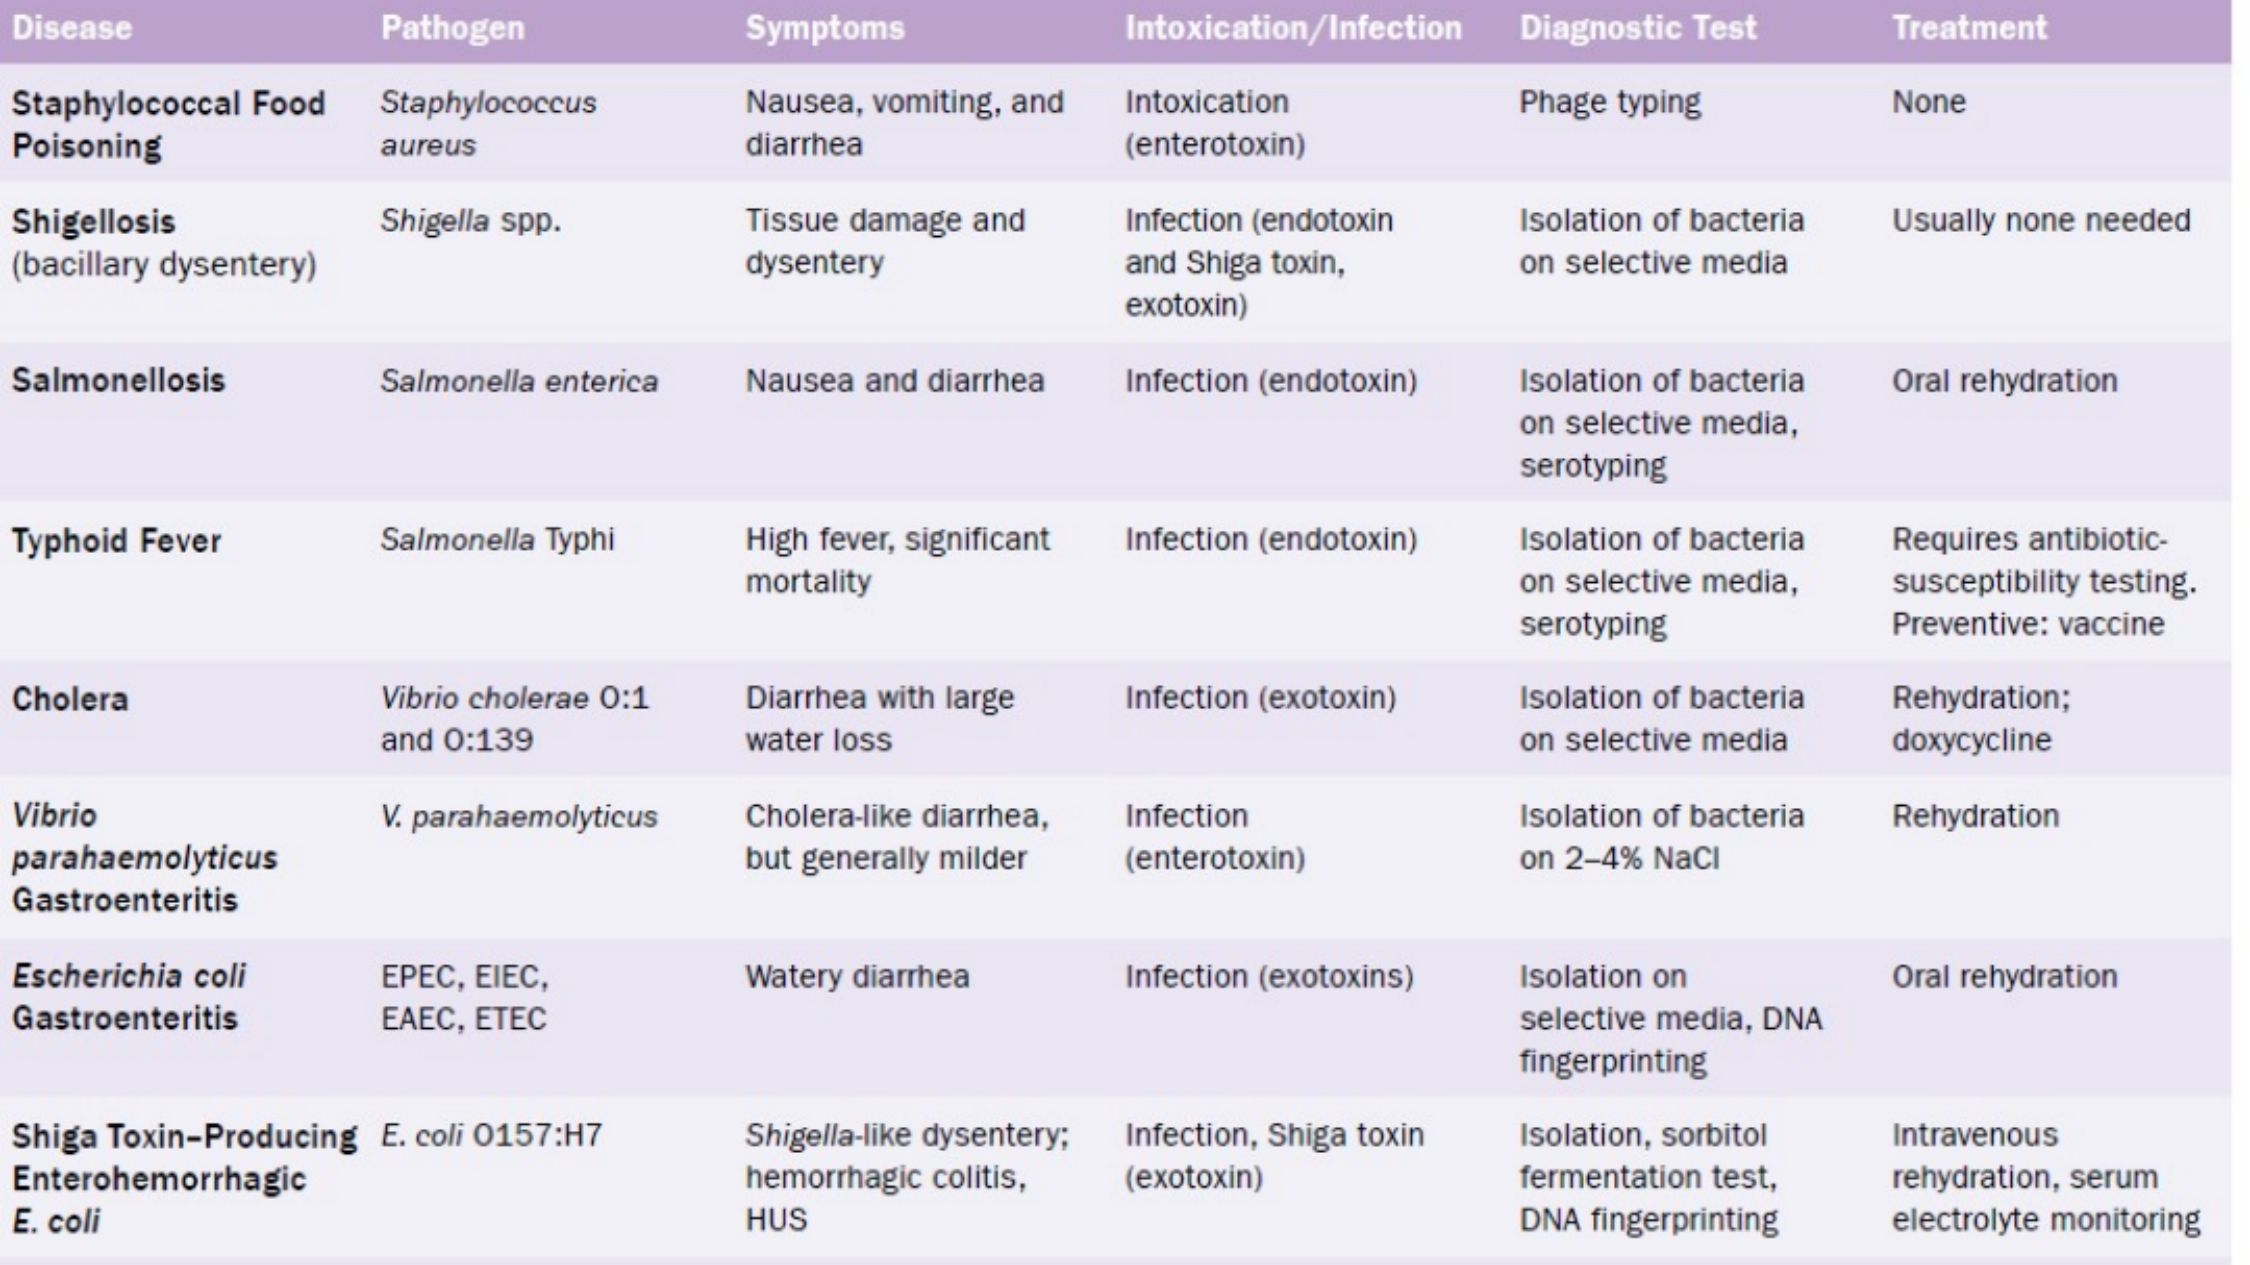 Disease Pathogen Symptoms Intoxication/Infection Diagnostic Test Treatment
Staphylococcal Food Staphylococcus Nausea, vomiting, and Intoxication Phage typing None
Poisoning aureus diarrhea (enterotoxin)
Shigellosis Shigella spp. Tissue damage and Infection (endotoxin Isolation of bacteria Usually none needed
(bacillary dysentery) dysentery and Shiga toxin, on selective media
exotoxin)
Salmonellosis Salmonella enterica Nausea and diarrhea Infection (endotoxin) Isolation of bacteria Oral rehydration
on selective media,
serotyping
Typhoid Fever Salmonella Typhi High fever, significant Infection (endotoxin) Isolation of bacteria Requires antibiotic-
mortality on selective media, susceptibility testing.
serotyping Preventive: vaccine
Cholera Vibrio cholerae O:1 Diarrhea with large Infection (exotoxin) Isolation of bacteria Rehydration;
and O:139 water loss on selective media doxycycline
Vibrio V. parahaemolyticus Cholera-like diarrhea, Infection Isolation of bacteria Rehydration
parahaemolyticus but generally milder (enterotoxin) on 2–4% NaCl
Gastroenteritis
Escherichia coli EPEC, EIEC, Watery diarrhea Infection (exotoxins) Isolation on Oral rehydration
Gastroenteritis EAEC, ETEC selective media, DNA
fingerprinting
Shiga Toxin–Producing E. coli O157:H7 Shigella-like dysentery; Infection, Shiga toxin Isolation, sorbitol Intravenous
Enterohemorrhagic hemorrhagic colitis, (exotoxin) fermentation test, rehydration, serum
E. coli HUS DNA fingerprinting electrolyte monitoring